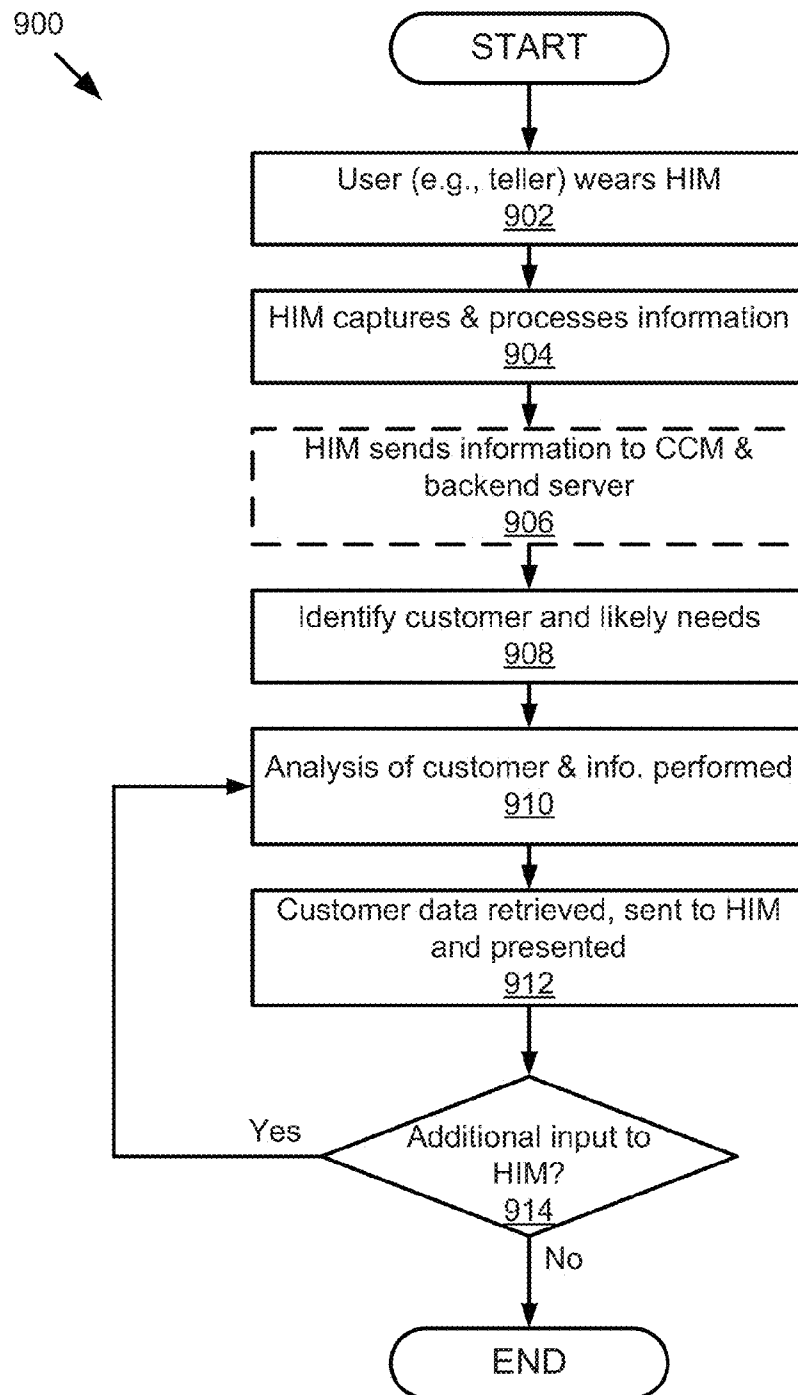 900
START
User (e.g., teller) wears HIM
902
HIM captures & processes information
904
HIM sends information to CCM &
backend server
906
Identify customer and likely needs
908
Analysis of customer & info. performed
910
Customer data retrieved, sent to HIM
and presented
912
Yes
Additional input to
HIM?
914
No
END